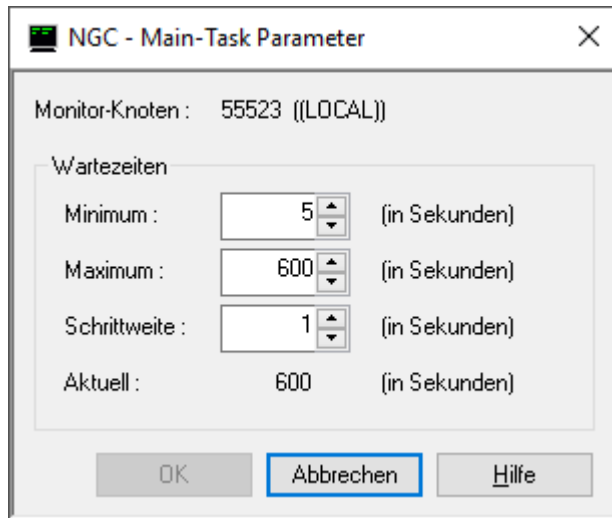 NGC - Main-Task Parameter
Monitor-Knoten : 55523 ((LOCAL))
Wartezeiten
Minimum : 5 (in Sekunden)
Maximum : 600 (in Sekunden)
Schrittweite : 1 (in Sekunden)
Aktuell : 600 (in Sekunden)
OK Abbrechen Hilfe